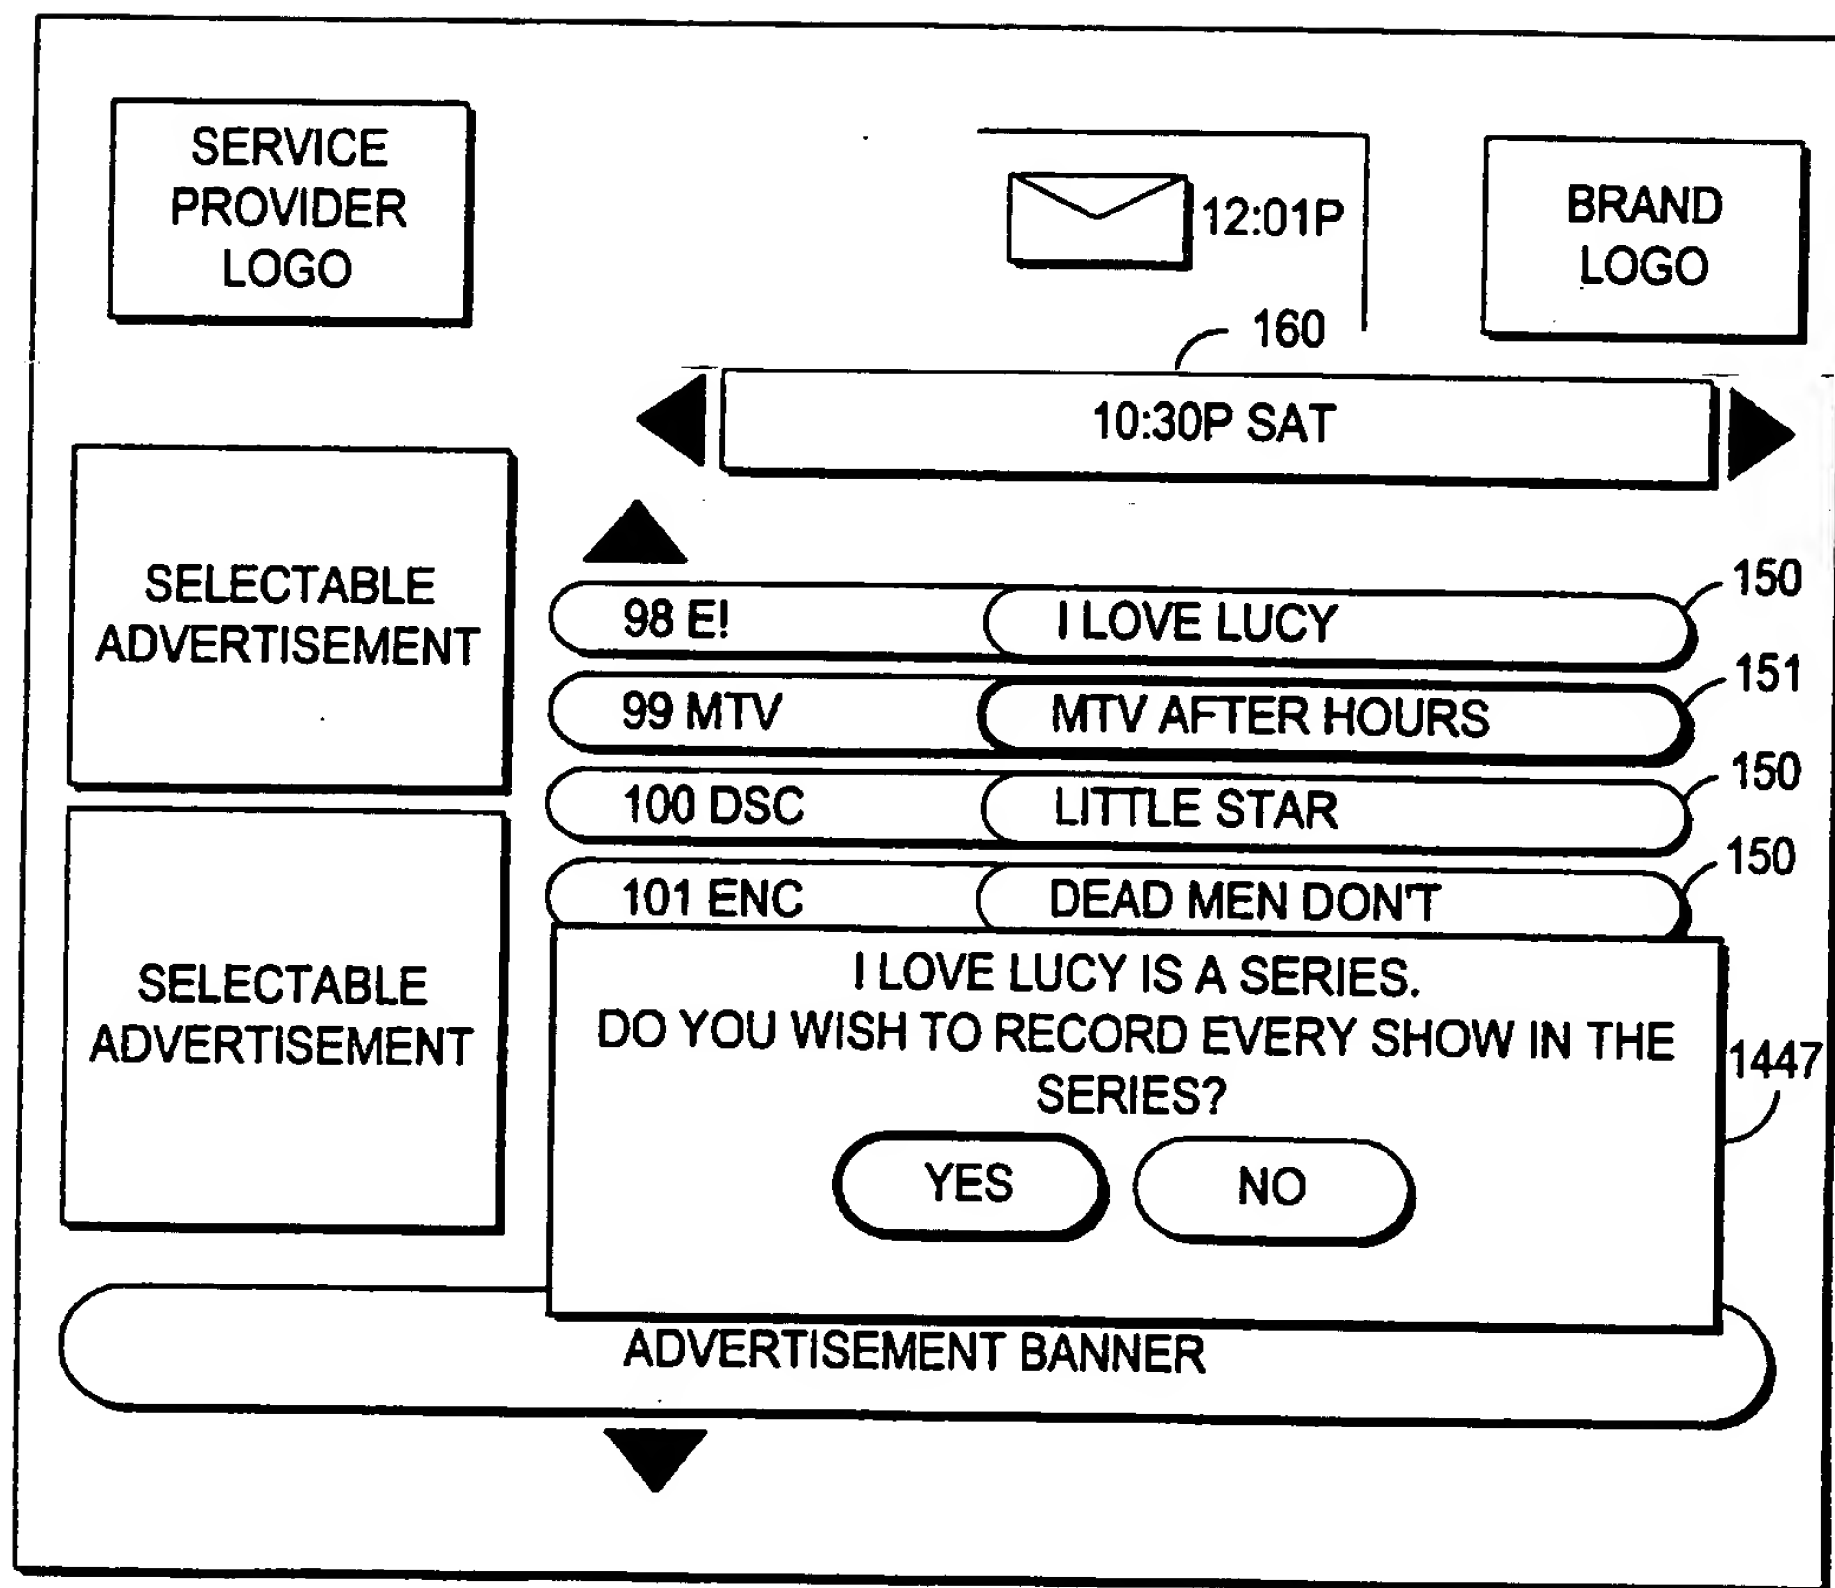 SERVICE
PROVIDER
LOGO
12:01P
BRAND
LOGO
160
10:30P SAT
SELECTABLE
ADVERTISEMENT
98 E! I LOVE LUCY 150
99 MTV MTV AFTER HOURS 151
100 DSC LITTLE STAR 150
101 ENC DEAD MEN DON'T 150
SELECTABLE
ADVERTISEMENT
I LOVE LUCY IS A SERIES.
DO YOU WISH TO RECORD EVERY SHOW IN THE
SERIES?
1447
YES NO
ADVERTISEMENT BANNER